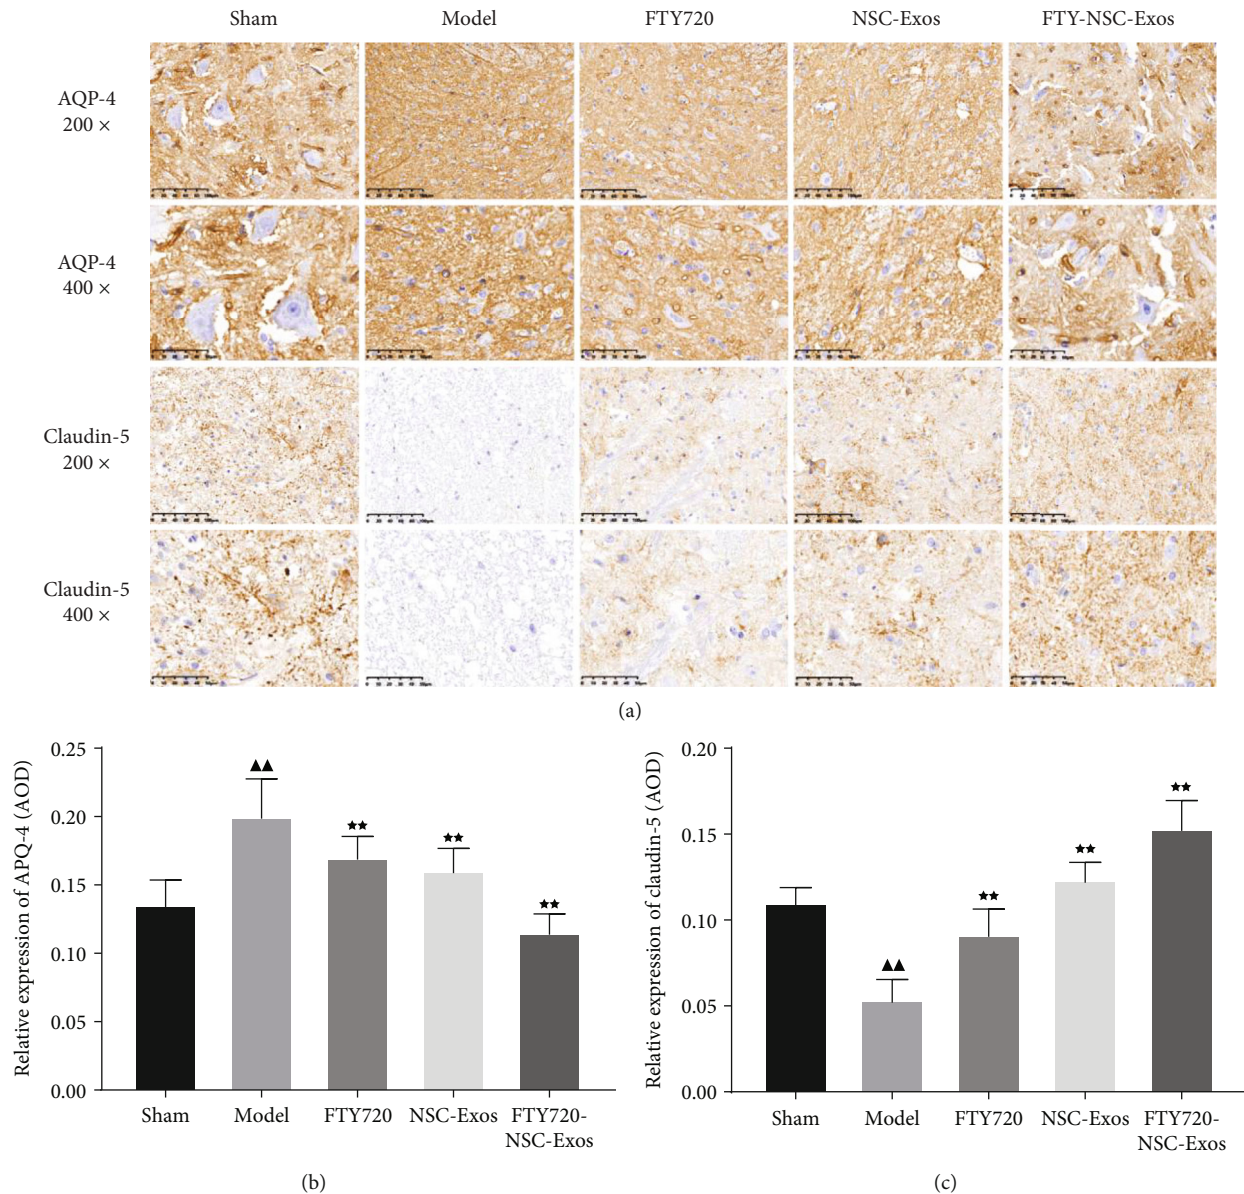 Sham Model FTY720 NSC-Exos FTY-NSC-Exos
AQP-4
200 ×
AQP-4
400 ×
Claudin-5
200 ×
Claudin-5
400 ×
(a)
Relative expression of APQ-4 (AOD)
0.25
0.20
0.15
0.10
0.05
0.00
▲▲
★★
★★
★★
Sham Model FTY720 NSC-Exos FTY720-
NSC-Exos
(b)
Relative expression of claudin-5 (AOD)
0.20
0.15
0.10
0.05
0.00
▲▲
★★
★★
★★
Sham Model FTY720 NSC-Exos FTY720-
NSC-Exos
(c)